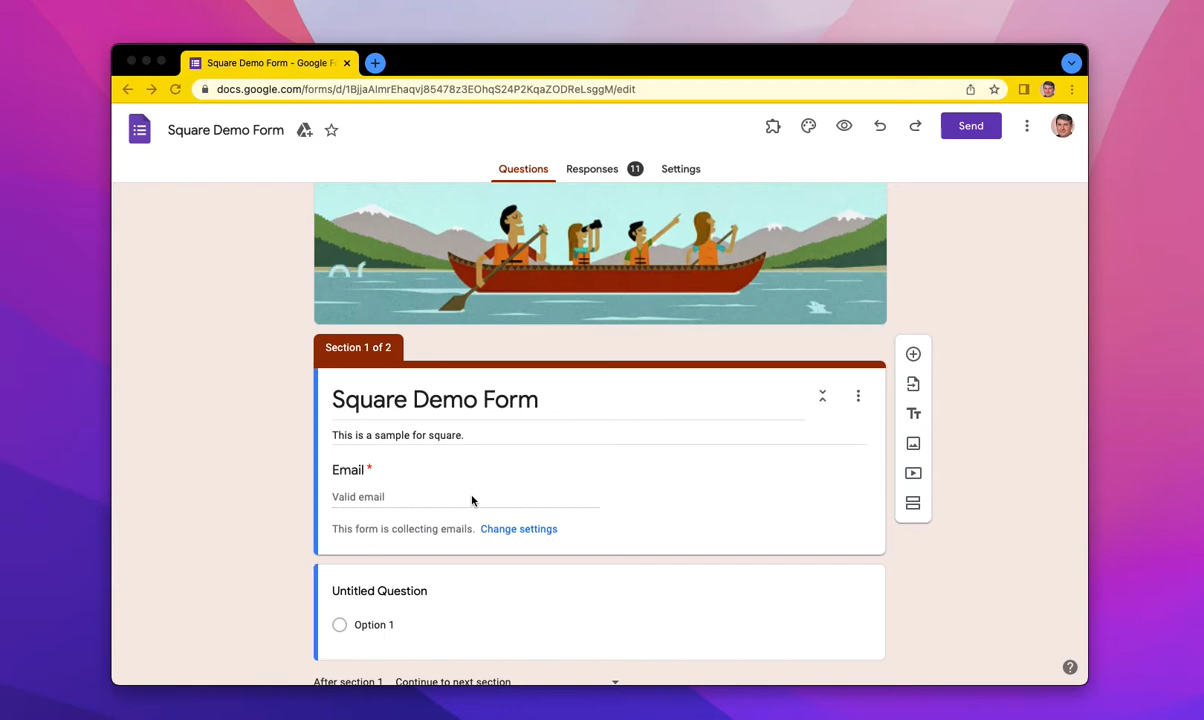 Square Demo Form - Google F
docs.google.com/forms/d/1BjjaAImrEhaqvj85478z3EOhqS24P2KqaZODReLsggM/edit
Square Demo Form
Send
Questions
Responses 11
Settings
Section 1 of 2
Square Demo Form
This is a sample for square.
Email *
Valid email
This form is collecting emails. Change settings
Tт
Untitled Question
Option 1
After section 1 Continue to next section